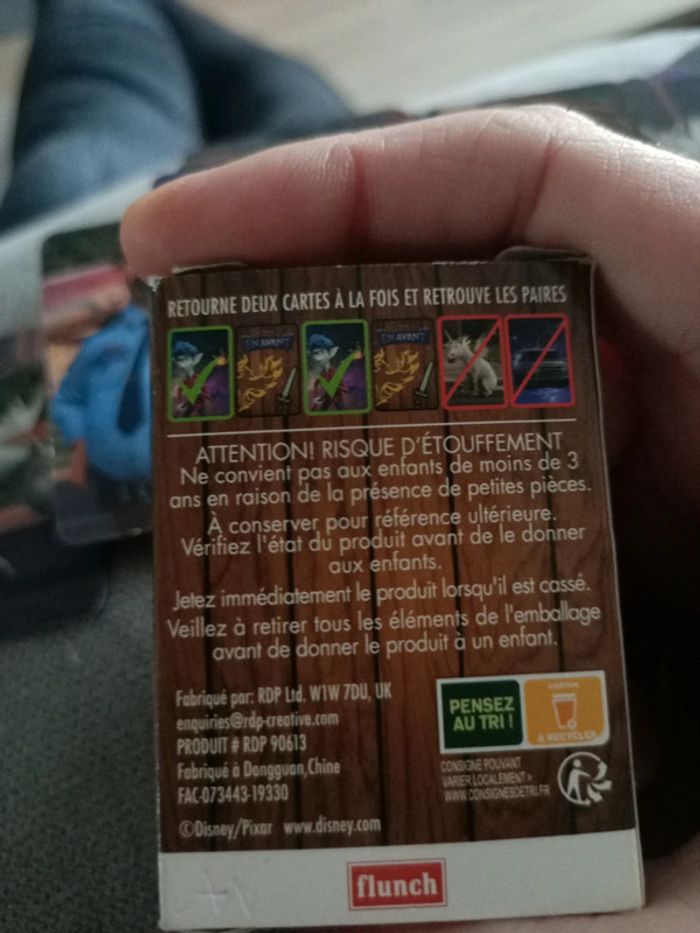 RETOURNE DEUX CARTES À LA FOIS ET RETROUVE LES PAIRES
EN AVANT
EN AVANT
ATTENTION! RISQUE D'ÉTOUFFEMENT
Ne convient pas aux enfants de moins de 3
ans en raison de la présence de petites pièces.
À conserver pour référence ultérieure.
Vérifiez l'état du produit avant de le donner
aux enfants.
Jetez immédiatement le produit lorsqu'il est cassé.
Veillez à retirer tous les éléments de l'emballage
avant de donner le produit à un enfant.
Fabriqué par: RDP Ltd. W1W 7DU, UK
enquiries@rdp-creative.com
PRODUIT # RDP 90613
Fabriqué à Dongguan, Chine
FAC-073443-19330
©Disney/Pixar www.disney.com
PENSEZ
AU TRI !
CARTON
À RECYCLER
CONSIGNE POUVANT
VARIER LOCALEMENT >
WWW.CONSIGNESDETRI.FR
flunch